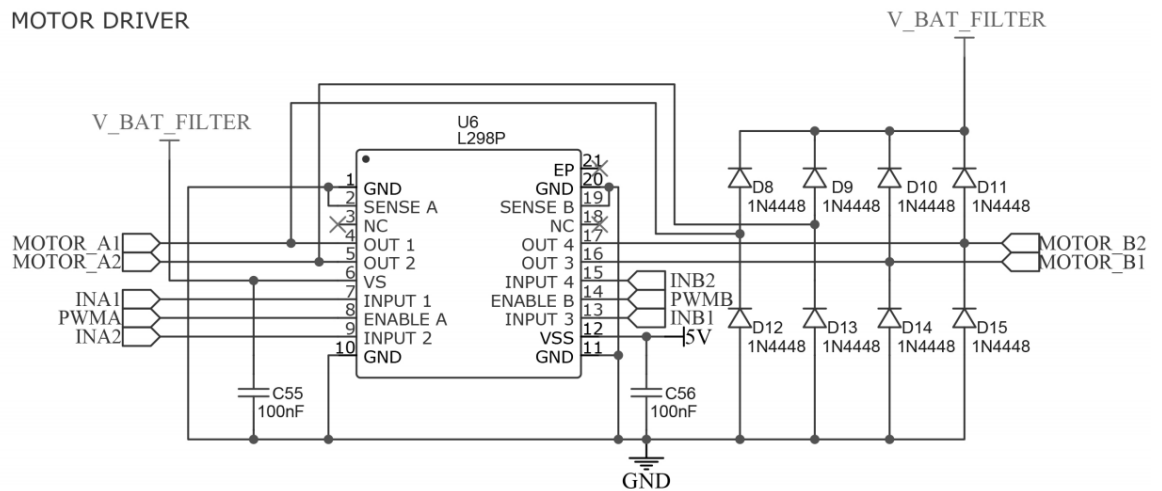 MOTOR DRIVER
V_BAT_FILTER
V_BAT_FILTER
U6
L298P
1 GND
2 SENSE A
3 NC
4 OUT 1
5 OUT 2
6 VS
7 INPUT 1
8 ENABLE A
9 INPUT 2
10 GND
EP 21
GND 20
SENSE B 19
NC 18
OUT 4 17
OUT 3 16
INPUT 4 15
ENABLE B 14
INPUT 3 13
VSS 12
GND 11
MOTOR_A1
MOTOR_A2
INA1
PWMA
INA2
INB2
PWMB
INB1
5V
MOTOR_B2
MOTOR_B1
D8
1N4448
D9
1N4448
D10
1N4448
D11
1N4448
D12
1N4448
D13
1N4448
D14
1N4448
D15
1N4448
C55
100nF
C56
100nF
GND